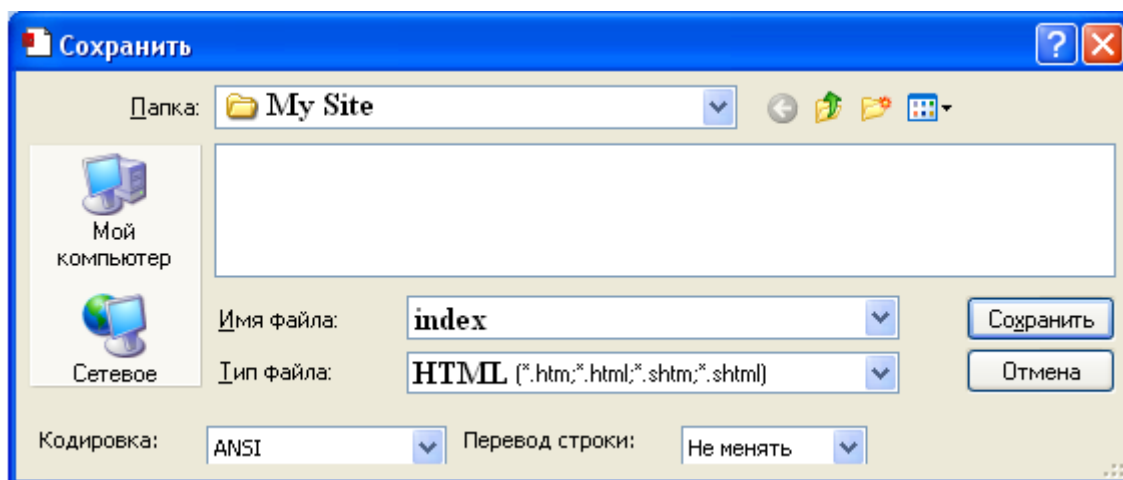 Сохранить
Папка: My Site
Мой
компьютер
Имя файла: index Сохранить
Сетевое Тип файла: HTML (*.htm;*.html;*.shtm;*.shtml) Отмена
Кодировка: ANSI Перевод строки: Не менять